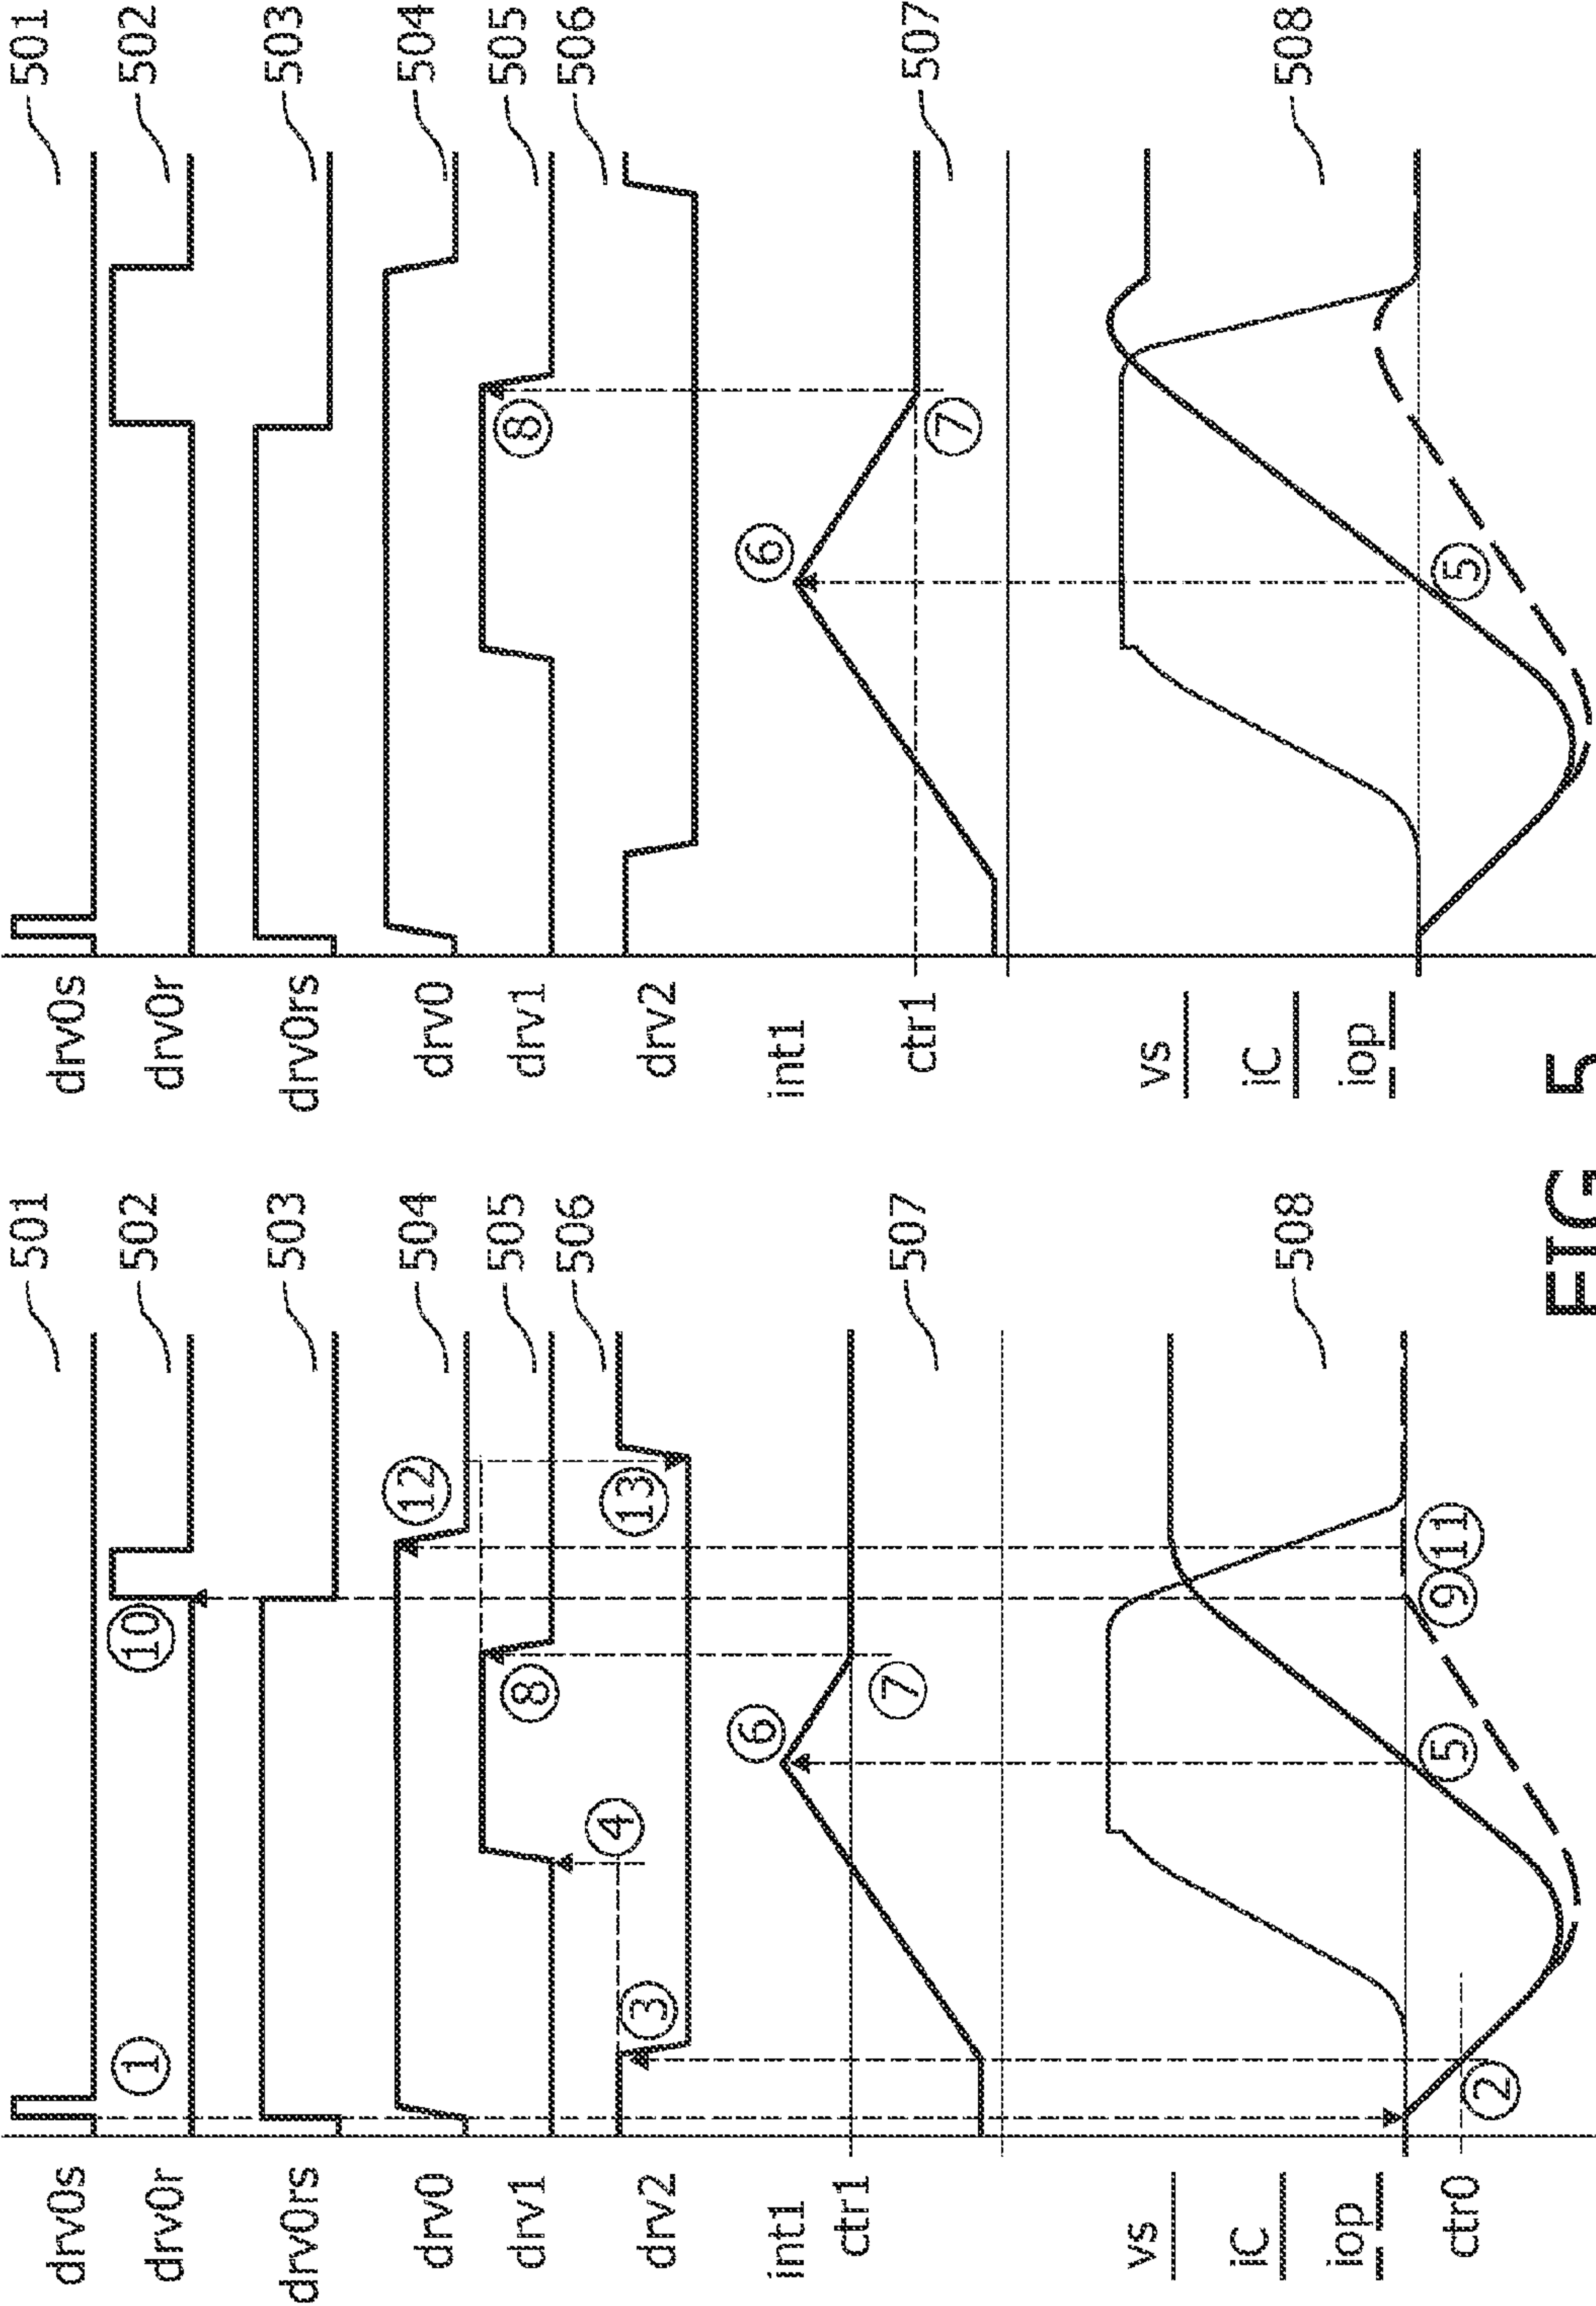 drv0s 501
①
drv0r ⑩ 502
drv0rs 503
drv0 ⑫ 504
drv1 ⑧ 505
④ 506
drv2 ③ ⑬
int1 ⑥
ctr1 ⑦ 507
vs
iC 508
iop
ctr0 ② ⑤ ⑨ ⑪
drv0s 501
drv0r 502
drv0rs 503
drv0 504
drv1 ⑧ 505
506
drv2
int1 ⑥
ctr1 ⑦ 507
vs
iC 508
iop
⑤
FIG 5